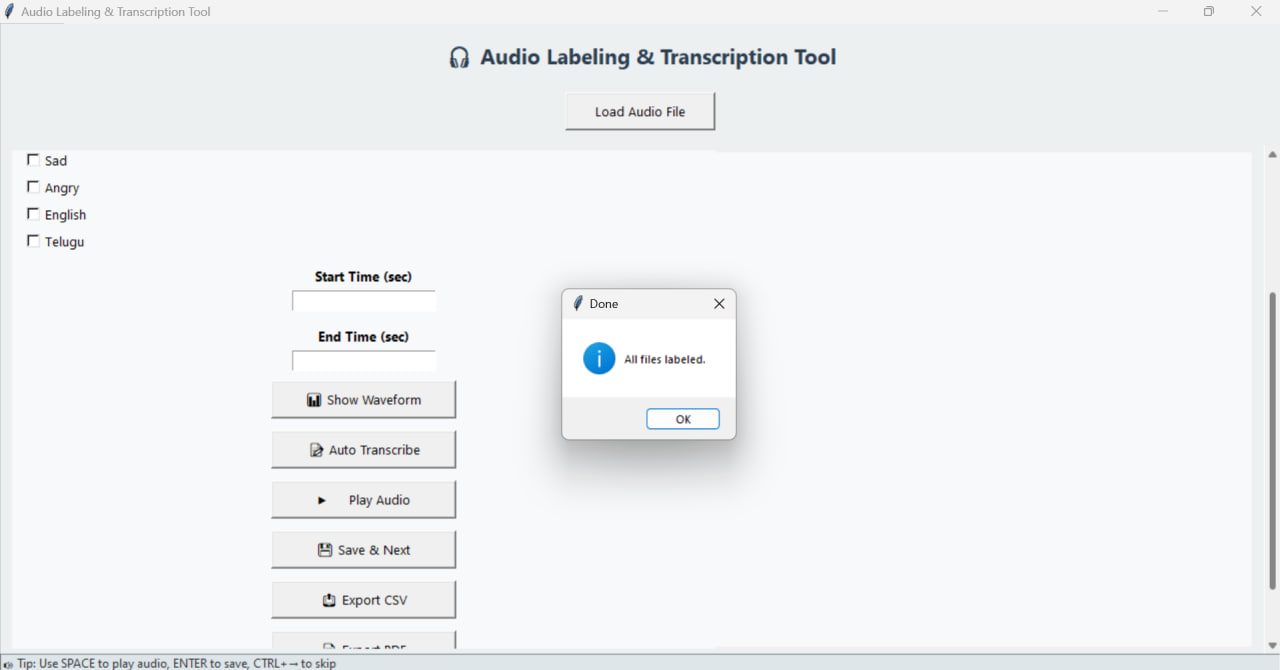 Audio Labeling & Transcription Tool
🎧 Audio Labeling & Transcription Tool
Load Audio File
Sad
Angry
English
Telugu
Start Time (sec)
End Time (sec)
Show Waveform
Auto Transcribe
Play Audio
Save & Next
Export CSV
Export PDF
Done
All files labeled.
OK
Tip: Use SPACE to play audio, ENTER to save, CTRL+→ to skip